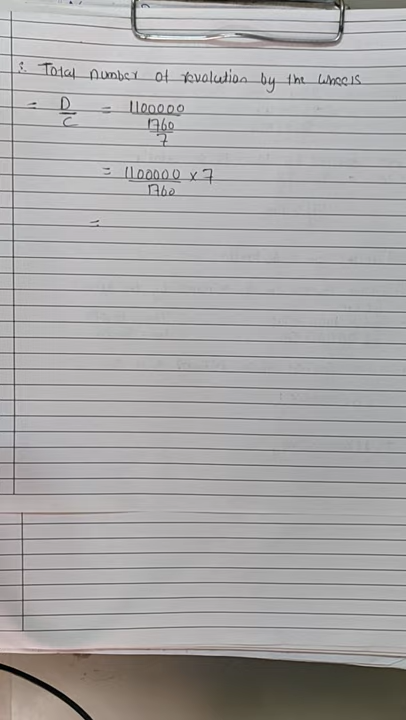 ∴ Total number of revolution by the wheels
= D/C = 1100000/(1760/7)
= 1100000/1760 × 7
=